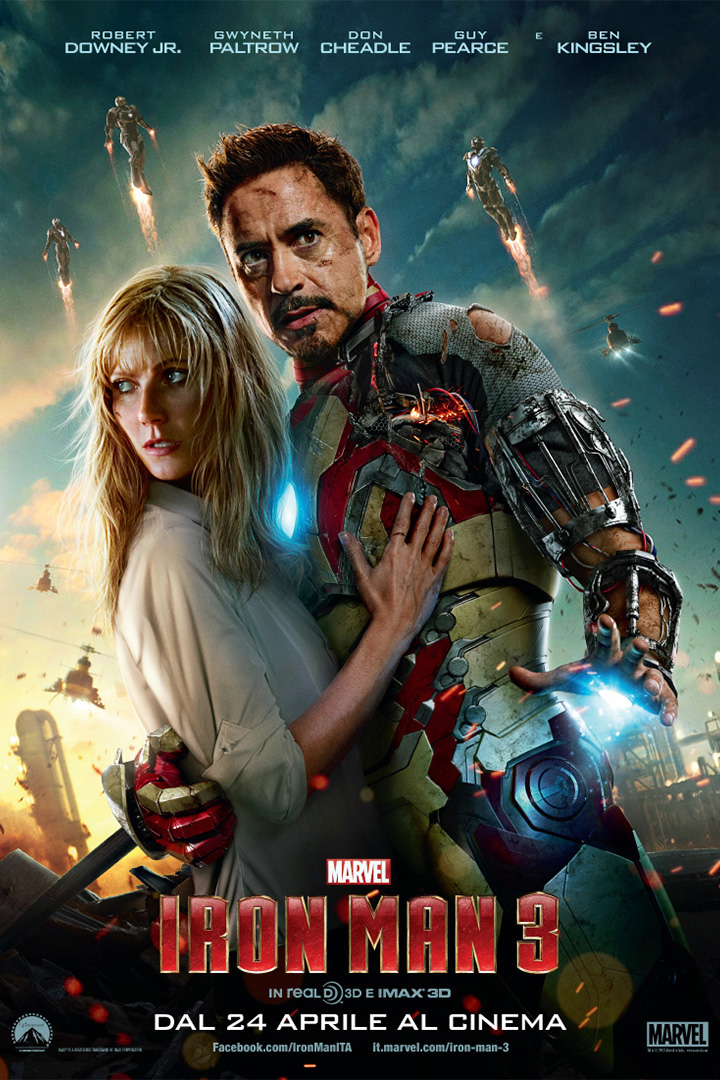 ROBERT DOWNEY JR.
GWYNETH PALTROW
DON CHEADLE
GUY PEARCE
E
BEN KINGSLEY
MARVEL
IRON MAN 3
IN REAL D 3D E IMAX 3D
DAL 24 APRILE AL CINEMA
Facebook.com/IronManITA it.marvel.com/iron-man-3
Paramount
MARVEL